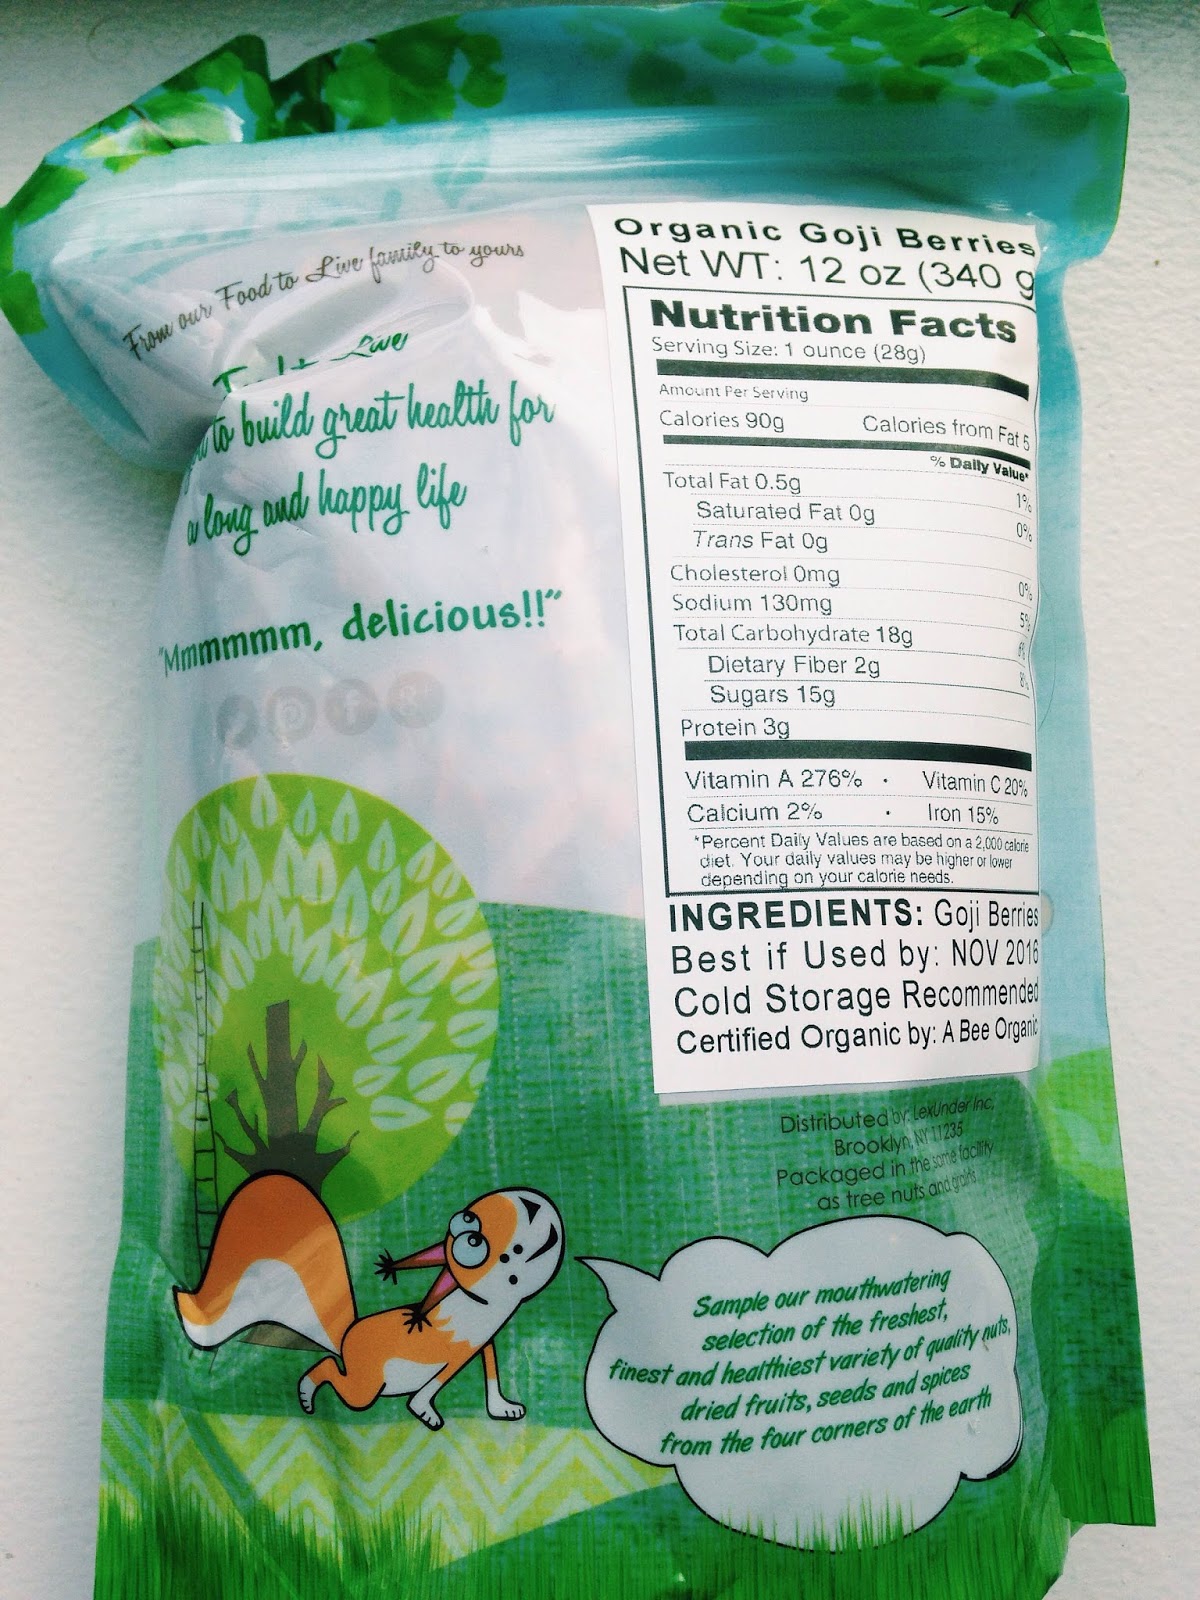 From our Food to Live family to yours
Live
to build great health for
a long and happy life
"Mmmmmm, delicious!!"
Organic Goji Berries
Net WT: 12 oz (340 g
Nutrition Facts
Serving Size: 1 ounce (28g)
Amount Per Serving
Calories 90g Calories from Fat 5
% Daily Value*
Total Fat 0.5g 1%
Saturated Fat 0g 0%
Trans Fat 0g
Cholesterol 0mg 0%
Sodium 130mg 5%
Total Carbohydrate 18g
Dietary Fiber 2g 8%
Sugars 15g
Protein 3g
Vitamin A 276% · Vitamin C 20%
Calcium 2% · Iron 15%
*Percent Daily Values are based on a 2,000 calorie
diet. Your daily values may be higher or lower
depending on your calorie needs.
INGREDIENTS: Goji Berries
Best if Used by: NOV 2016
Cold Storage Recommended
Certified Organic by: A Bee Organic
Distributed by: LexUnder Inc,
Brooklyn, NY 11235
Packaged in the same facility
as tree nuts and grains
Sample our mouthwatering
selection of the freshest,
finest and healthiest variety of quality nuts,
dried fruits, seeds and spices
from the four corners of the earth